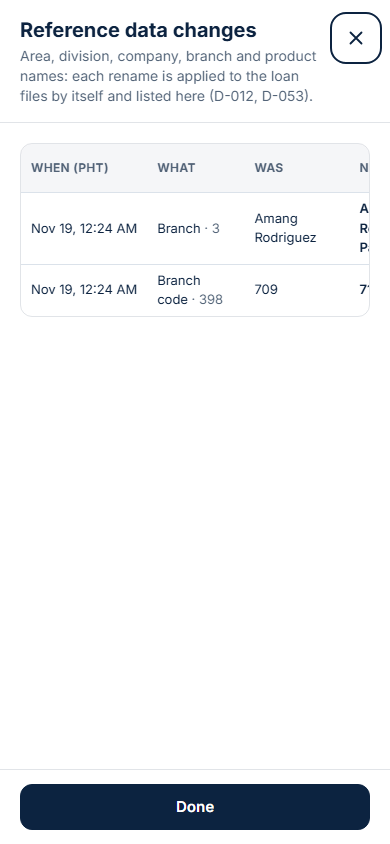 Reference data changes
Area, division, company, branch and product
names: each rename is applied to the loan
files by itself and listed here (D-012, D-053).
WHEN (PHT) WHAT WAS
Nov 19, 12:24 AM Branch · 3 Amang
Rodriguez
Nov 19, 12:24 AM Branch
code · 398 709
Done